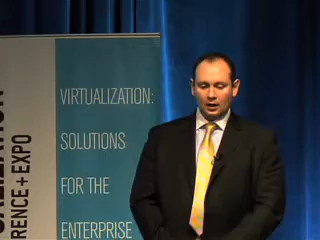 VIRTUALIZATION:
SOLUTIONS
FOR THE
ENTERPRISE
RENCE + EXPO